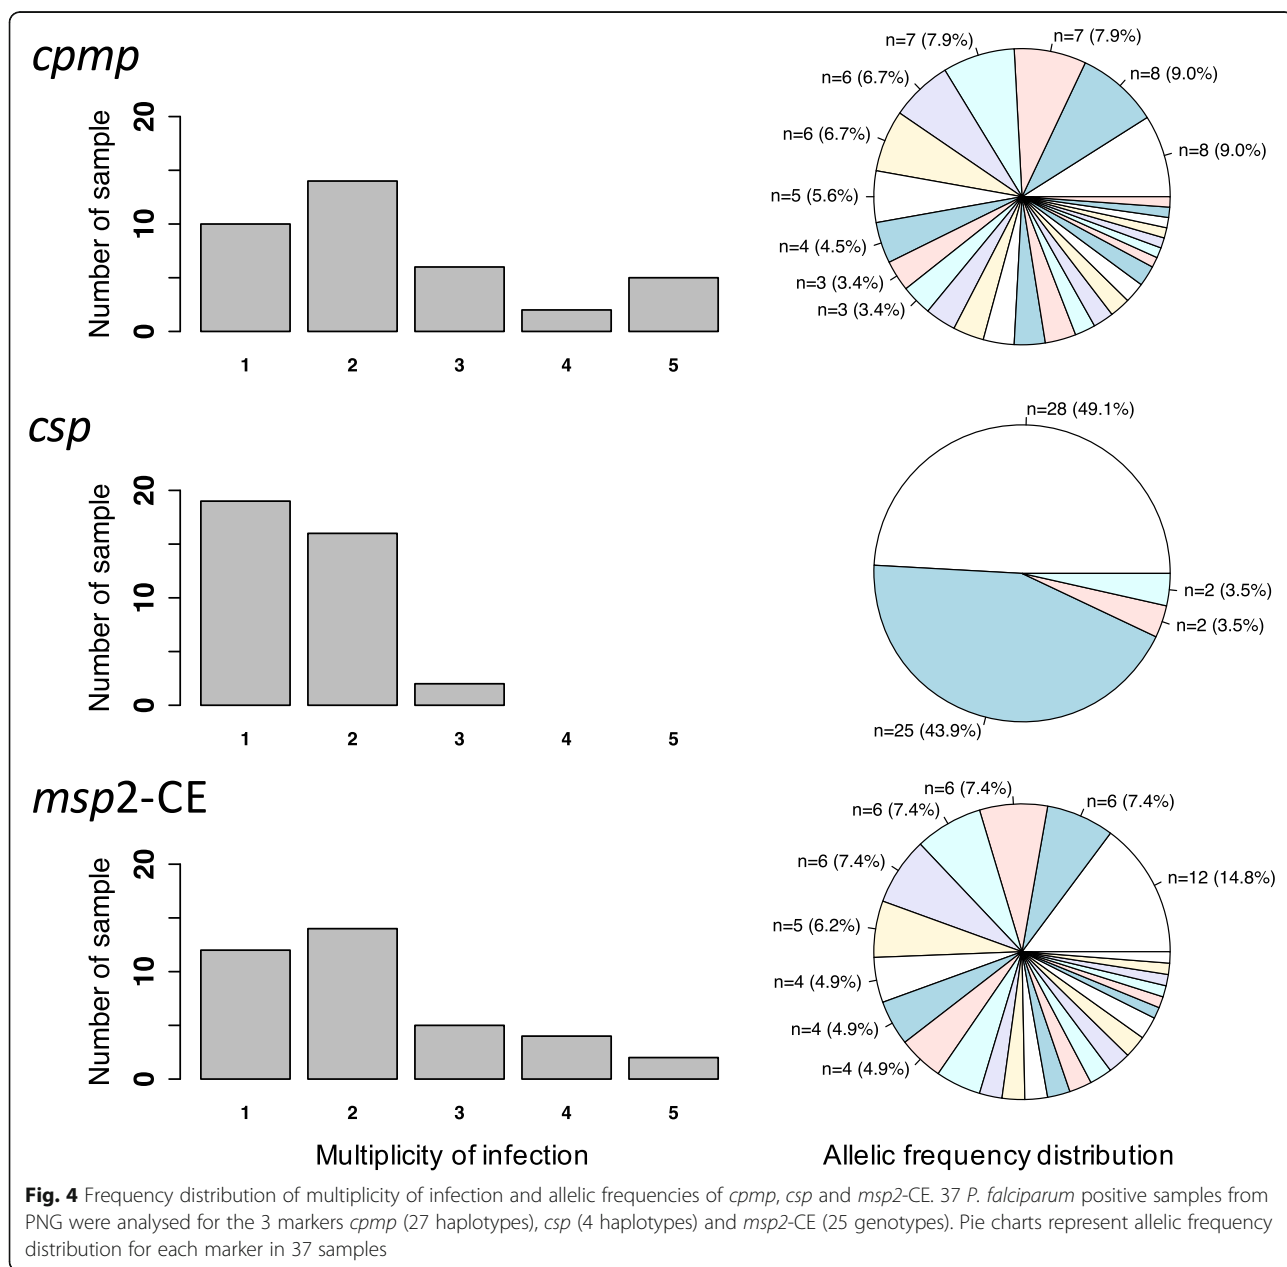 cpmp
Number of sample
20
10
0
1 2 3 4 5
n=7 (7.9%)
n=7 (7.9%)
n=8 (9.0%)
n=6 (6.7%)
n=6 (6.7%)
n=8 (9.0%)
n=5 (5.6%)
n=4 (4.5%)
n=3 (3.4%)
n=3 (3.4%)
csp
Number of sample
20
10
0
1 2 3 4 5
n=28 (49.1%)
n=2 (3.5%)
n=2 (3.5%)
n=25 (43.9%)
msp2-CE
Number of sample
20
10
0
1 2 3 4 5
n=6 (7.4%)
n=6 (7.4%)
n=6 (7.4%)
n=6 (7.4%)
n=12 (14.8%)
n=5 (6.2%)
n=4 (4.9%)
n=4 (4.9%)
n=4 (4.9%)
Multiplicity of infection
Allelic frequency distribution
Fig. 4 Frequency distribution of multiplicity of infection and allelic frequencies of cpmp, csp and msp2-CE. 37 P. falciparum positive samples from
PNG were analysed for the 3 markers cpmp (27 haplotypes), csp (4 haplotypes) and msp2-CE (25 genotypes). Pie charts represent allelic frequency
distribution for each marker in 37 samples